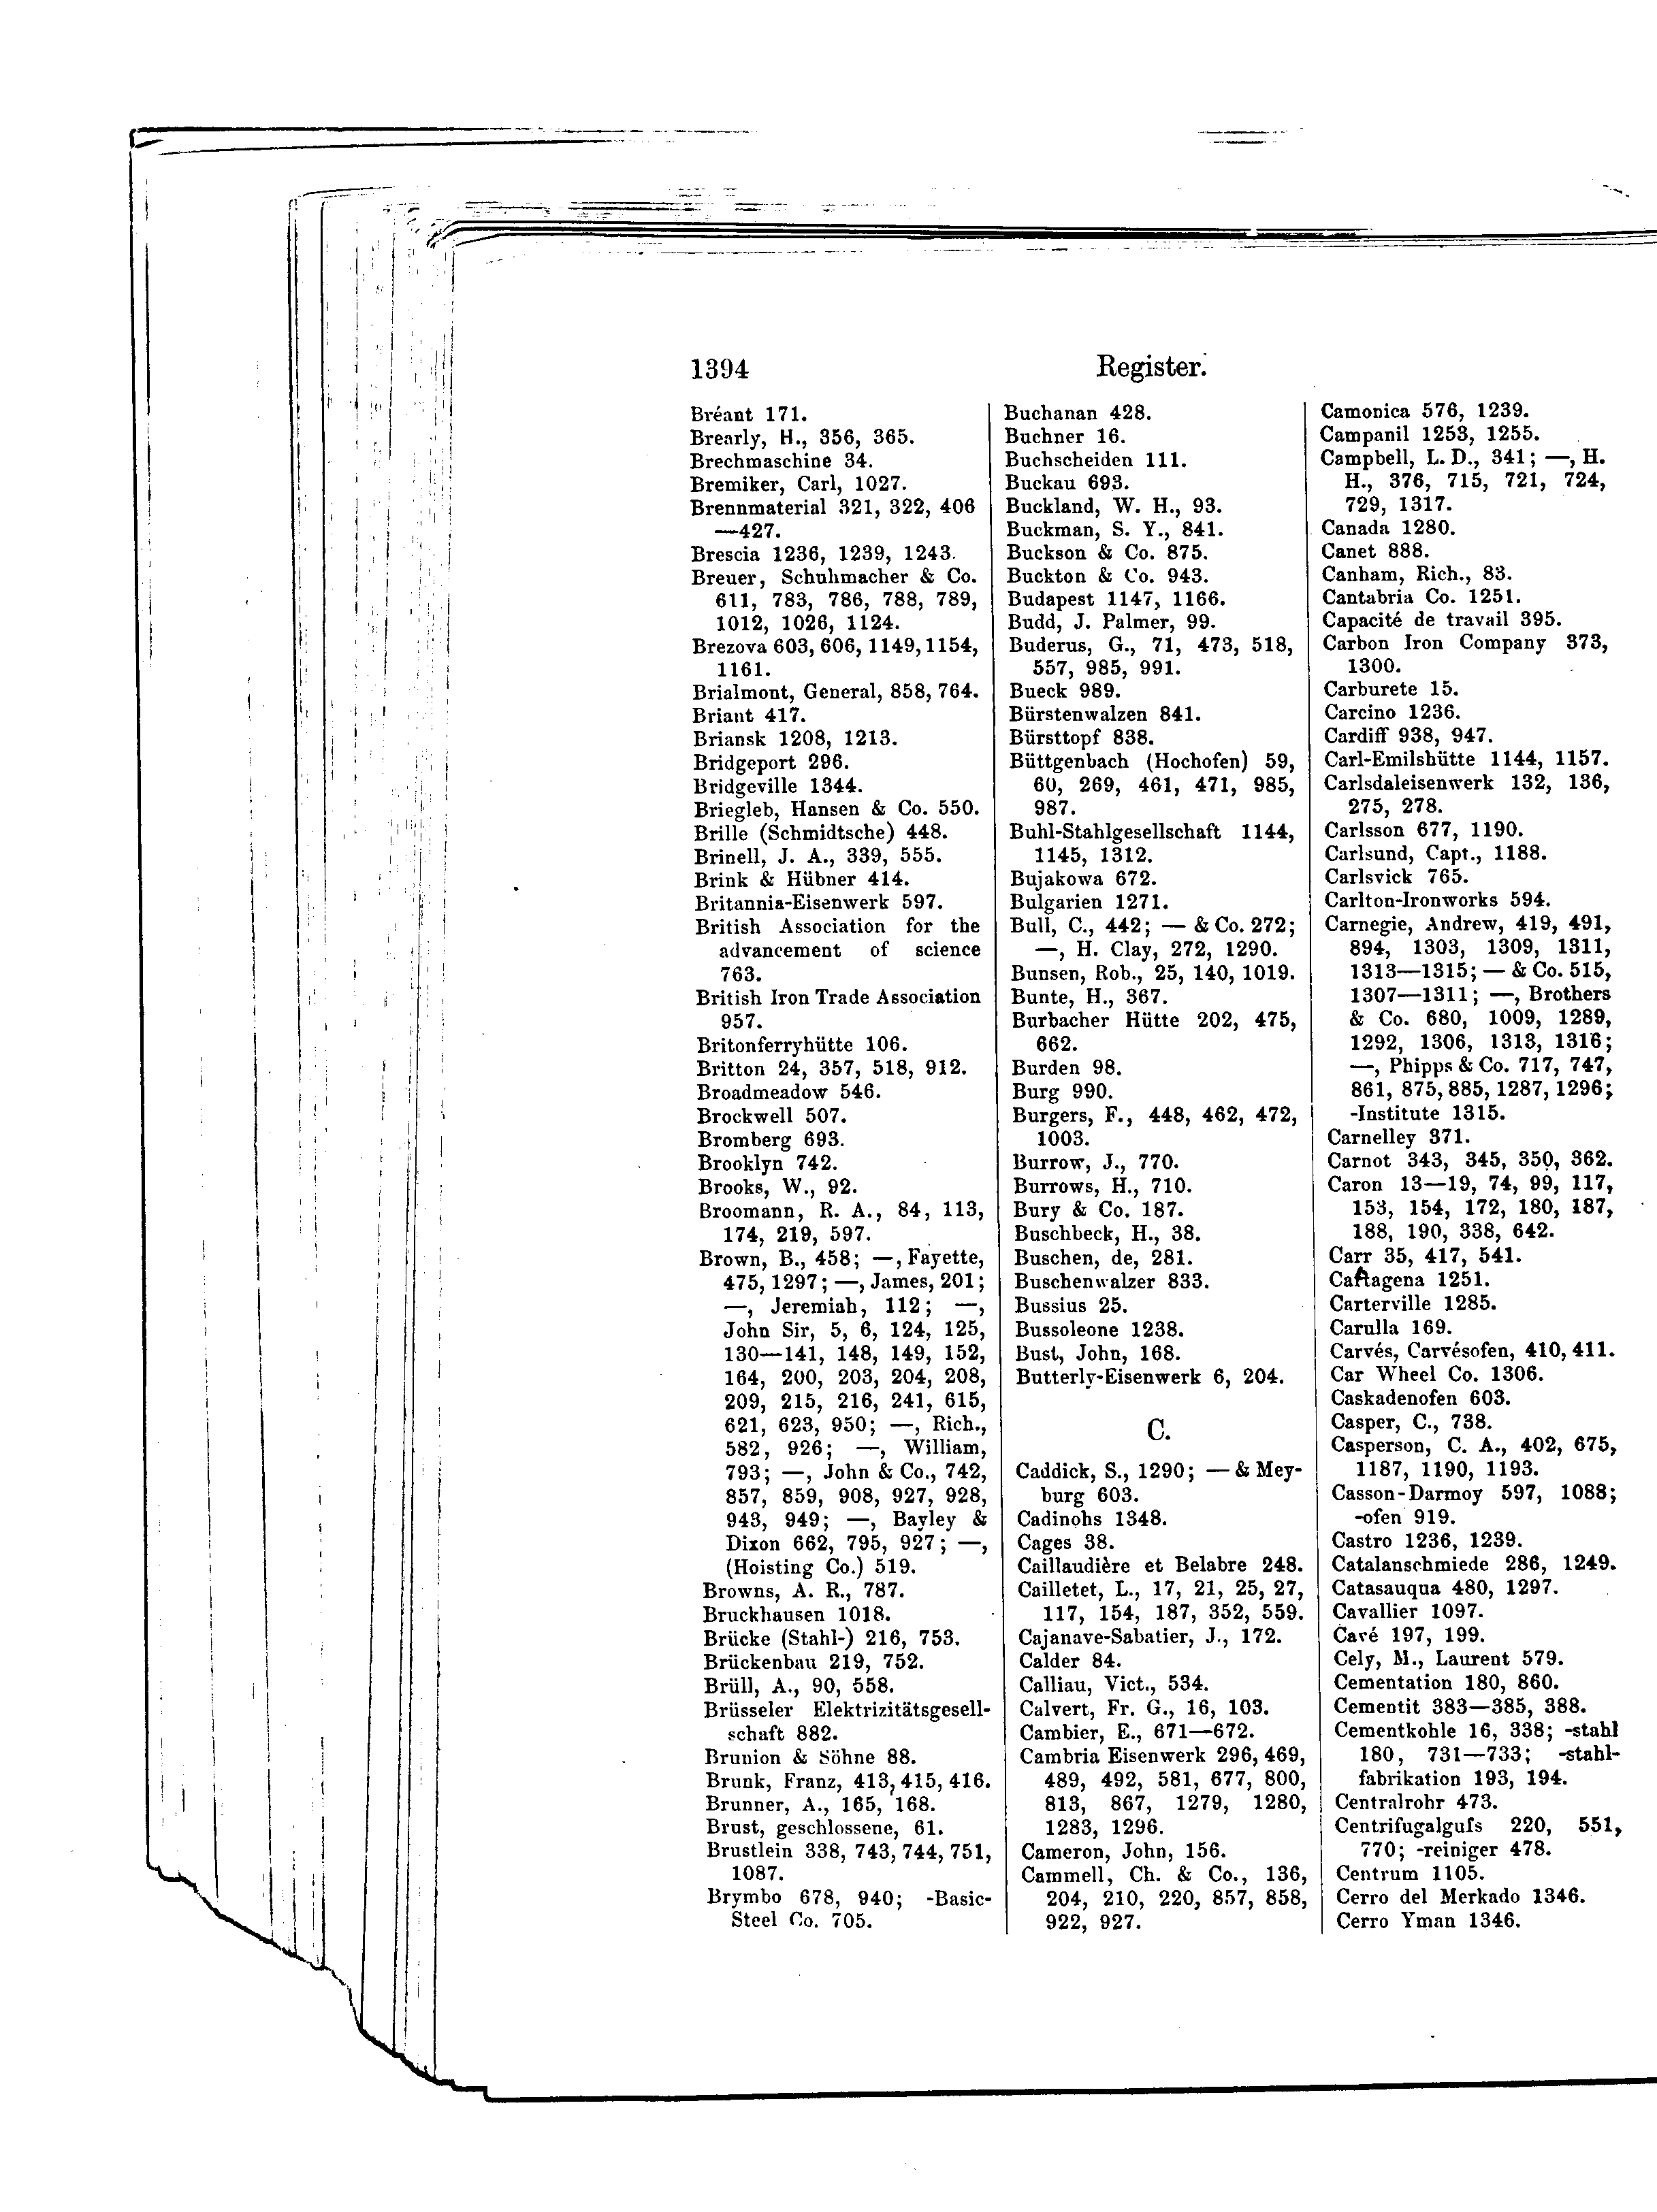 1394
Register.
Bréant 171.
Brearly, H., 356, 365.
Brechmaschine 34.
Bremiker, Carl, 1027.
Brennmaterial 321, 322, 406
—427.
Brescia 1236, 1239, 1243.
Breuer, Schuhmacher & Co.
611, 783, 786, 788, 789,
1012, 1026, 1124.
Brezova 603, 606, 1149, 1154,
1161.
Brialmont, General, 858, 764.
Briant 417.
Briansk 1208, 1213.
Bridgeport 296.
Bridgeville 1344.
Briegleb, Hansen & Co. 550.
Brille (Schmidtsche) 448.
Brinell, J. A., 339, 555.
Brink & Hübner 414.
Britannia-Eisenwerk 597.
British Association for the
advancement of science
763.
British Iron Trade Association
957.
Britonferryhütte 106.
Britton 24, 357, 518, 912.
Broadmeadow 546.
Brockwell 507.
Bromberg 693.
Brooklyn 742.
Brooks, W., 92.
Broomann, R. A., 84, 113,
174, 219, 597.
Brown, B., 458; —, Fayette,
475, 1297; —, James, 201;
—, Jeremiah, 112; —,
John Sir, 5, 6, 124, 125,
130—141, 148, 149, 152,
164, 200, 203, 204, 208,
209, 215, 216, 241, 615,
621, 623, 950; —, Rich.,
582, 926; —, William,
793; —, John & Co., 742,
857, 859, 908, 927, 928,
943, 949; —, Bayley &
Dixon 662, 795, 927; —,
(Hoisting Co.) 519.
Browns, A. R., 787.
Bruckhausen 1018.
Brücke (Stahl-) 216, 753.
Brückenbau 219, 752.
Brüll, A., 90, 558.
Brüsseler Elektrizitätsgesell-
schaft 882.
Brunion & Söhne 88.
Brunk, Franz, 413, 415, 416.
Brunner, A., 165, 168.
Brust, geschlossene, 61.
Brustlein 338, 743, 744, 751,
1087.
Brymbo 678, 940; -Basic-
Steel Co. 705.
Buchanan 428.
Buchner 16.
Buchscheiden 111.
Buckau 693.
Buckland, W. H., 93.
Buckman, S. Y., 841.
Buckson & Co. 875.
Buckton & Co. 943.
Budapest 1147, 1166.
Budd, J. Palmer, 99.
Buderus, G., 71, 473, 518,
557, 985, 991.
Bueck 989.
Bürstenwalzen 841.
Bürsttopf 838.
Büttgenbach (Hochofen) 59,
60, 269, 461, 471, 985,
987.
Buhl-Stahlgesellschaft 1144,
1145, 1312.
Bujakowa 672.
Bulgarien 1271.
Bull, C., 442; — & Co. 272;
—, H. Clay, 272, 1290.
Bunsen, Rob., 25, 140, 1019.
Bunte, H., 367.
Burbacher Hütte 202, 475,
662.
Burden 98.
Burg 990.
Burgers, F., 448, 462, 472,
1003.
Burrow, J., 770.
Burrows, H., 710.
Bury & Co. 187.
Buschbeck, H., 38.
Buschen, de, 281.
Buschenwalzer 833.
Bussius 25.
Bussoleone 1238.
Bust, John, 168.
Butterly-Eisenwerk 6, 204.
C.
Caddick, S., 1290; — & Mey-
burg 603.
Cadinohs 1348.
Cages 38.
Caillaudière et Belabre 248.
Cailletet, L., 17, 21, 25, 27,
117, 154, 187, 352, 559.
Cajanave-Sabatier, J., 172.
Calder 84.
Calliau, Vict., 534.
Calvert, Fr. G., 16, 103.
Cambier, E., 671—672.
Cambria Eisenwerk 296, 469,
489, 492, 581, 677, 800,
813, 867, 1279, 1280,
1283, 1296.
Cameron, John, 156.
Cammell, Ch. & Co., 136,
204, 210, 220, 857, 858,
922, 927.
Camonica 576, 1239.
Campanil 1253, 1255.
Campbell, L. D., 341; —, H.
H., 376, 715, 721, 724,
729, 1317.
Canada 1280.
Canet 888.
Canham, Rich., 83.
Cantabria Co. 1251.
Capacité de travail 395.
Carbon Iron Company 373,
1300.
Carburete 15.
Carcino 1236.
Cardiff 938, 947.
Carl-Emilshütte 1144, 1157.
Carlsdaleisenwerk 132, 136,
275, 278.
Carlsson 677, 1190.
Carlsund, Capt., 1188.
Carlsvick 765.
Carlton-Ironworks 594.
Carnegie, Andrew, 419, 491,
894, 1303, 1309, 1311,
1313—1315; — & Co. 515,
1307—1311; —, Brothers
& Co. 680, 1009, 1289,
1292, 1306, 1313, 1316;
—, Phipps & Co. 717, 747,
861, 875, 885, 1287, 1296;
-Institute 1315.
Carnelley 371.
Carnot 343, 345, 350, 362.
Caron 13—19, 74, 99, 117,
153, 154, 172, 180, 187,
188, 190, 338, 642.
Carr 35, 417, 541.
Cartagena 1251.
Carterville 1285.
Carulla 169.
Carvés, Carvésofen, 410, 411.
Car Wheel Co. 1306.
Caskadenofen 603.
Casper, C., 738.
Casperson, C. A., 402, 675,
1187, 1190, 1193.
Casson-Darmoy 597, 1088;
-ofen 919.
Castro 1236, 1239.
Catalanschmiede 286, 1249.
Catasauqua 480, 1297.
Cavallier 1097.
Cavé 197, 199.
Cely, M., Laurent 579.
Cementation 180, 860.
Cementit 383—385, 388.
Cementkohle 16, 338; -stahl
180, 731—733; -stahl-
fabrikation 193, 194.
Centralrohr 473.
Centrifugalguſs 220, 551,
770; -reiniger 478.
Centrum 1105.
Cerro del Merkado 1346.
Cerro Yman 1346.